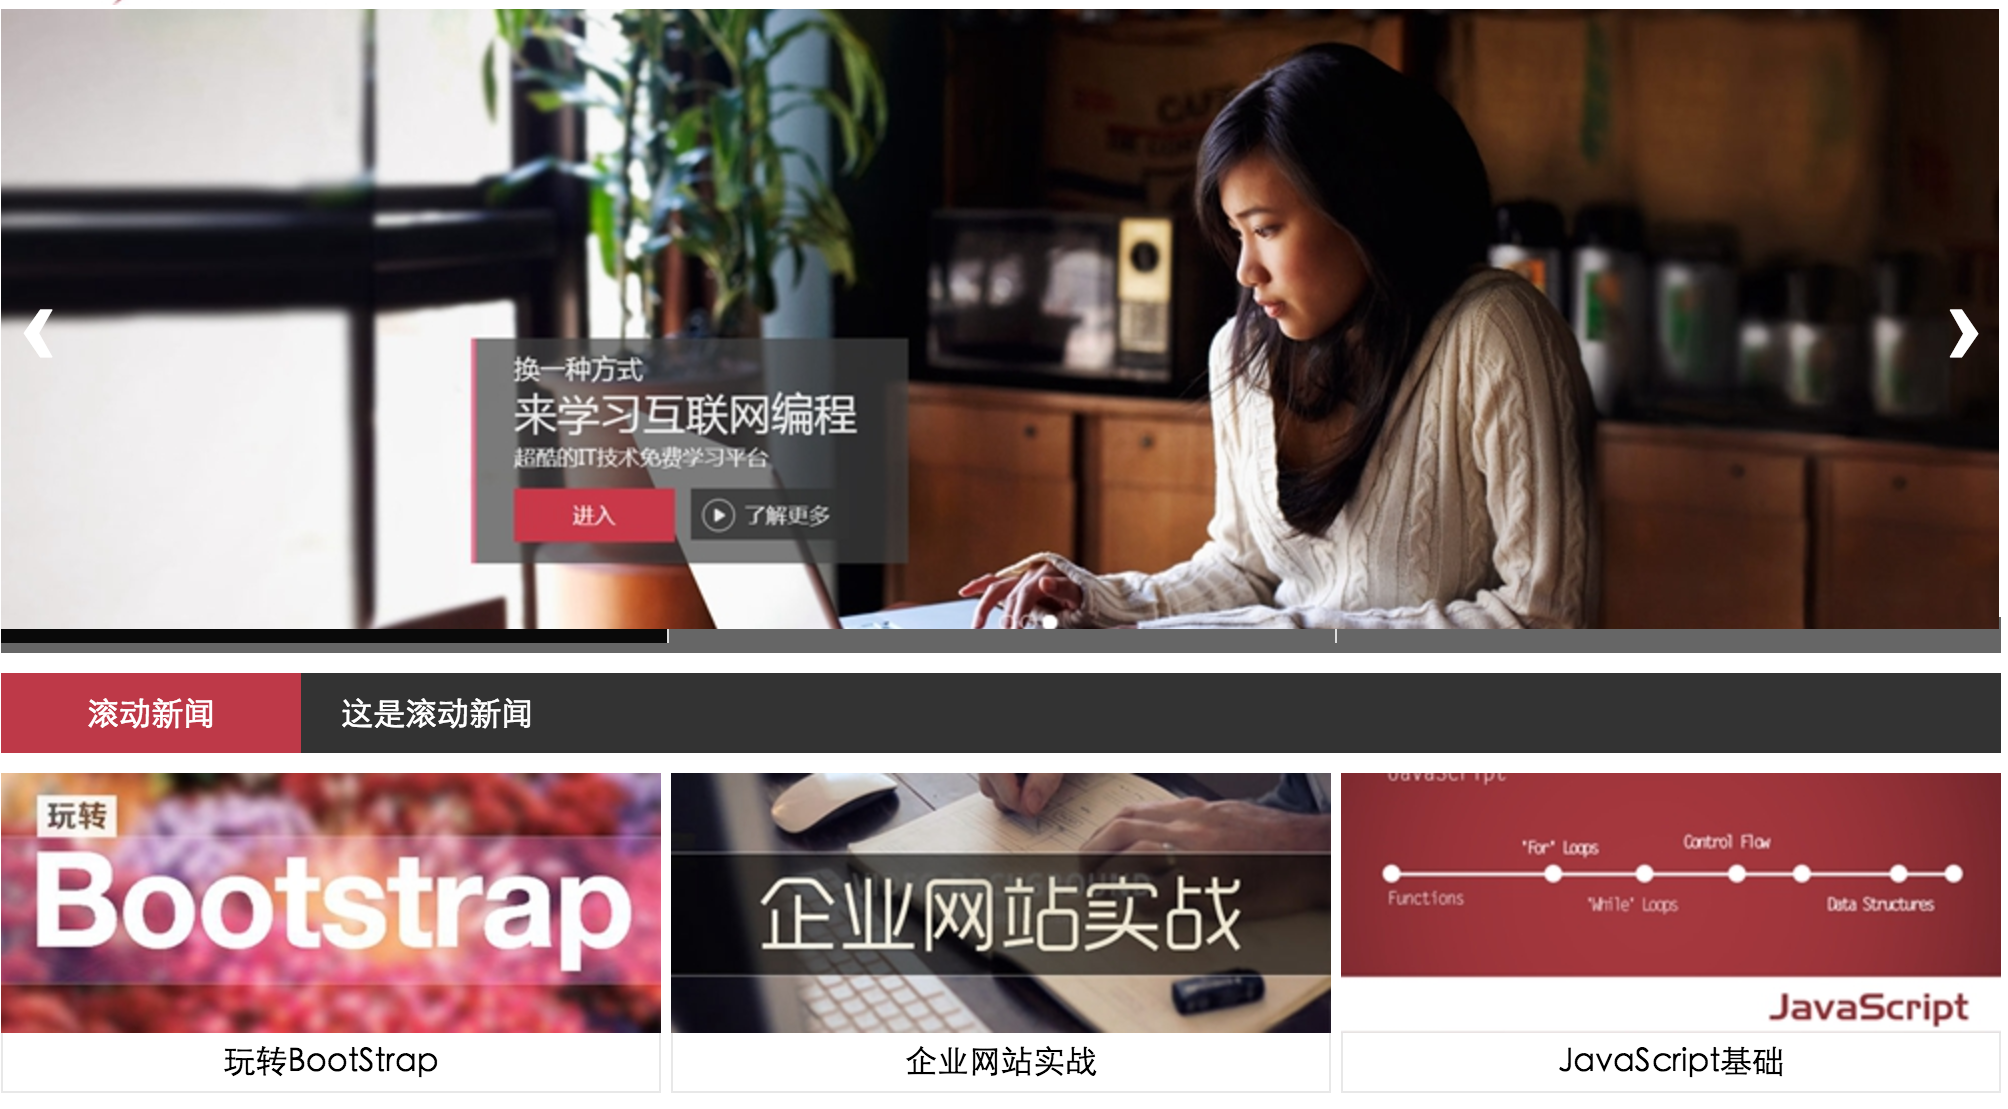 换一种方式
来学习互联网编程
超酷的IT技术免费学习平台
进入
了解更多
滚动新闻
这是滚动新闻
玩转
Bootstrap
企业网站实战
JavaScript
"For" Loops
Control Flow
Functions
"While" Loops
Data Structures
JavaScript
玩转BootStrap
企业网站实战
JavaScript基础